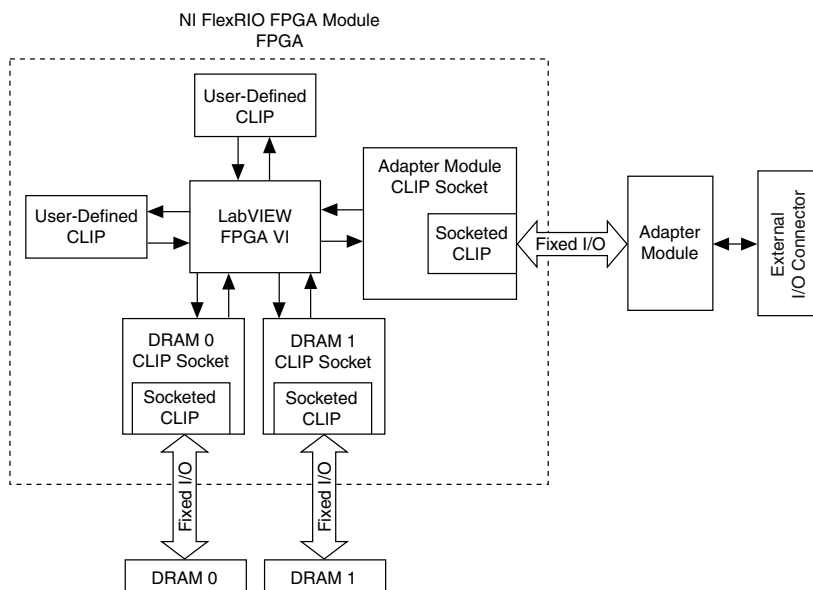 NI FlexRIO FPGA Module
FPGA
User-Defined
CLIP
User-Defined
CLIP
LabVIEW
FPGA VI
Adapter Module
CLIP Socket
Socketed
CLIP
Fixed I/O
Adapter
Module
External
I/O Connector
DRAM 0
CLIP Socket
Socketed
CLIP
DRAM 1
CLIP Socket
Socketed
CLIP
Fixed I/O
Fixed I/O
DRAM 0
DRAM 1